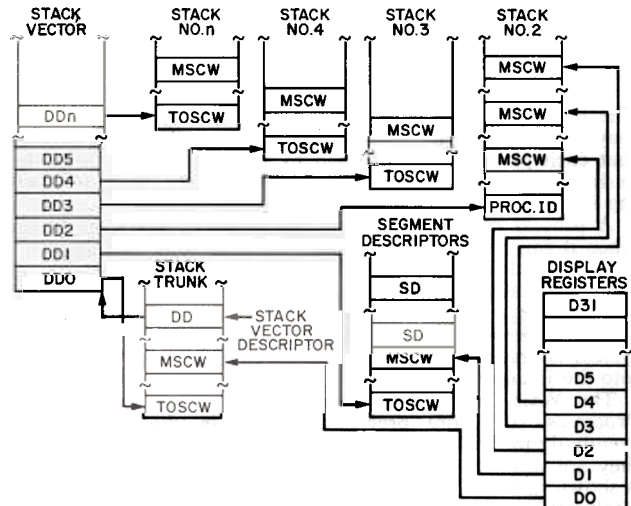 STACK
VECTOR
STACK
NO.n
STACK
NO.4
STACK
NO.3
STACK
NO.2
MSCW
MSCW
MSCW
MSCW
MSCW
MSCW
DDn
TOSCW
TOSCW
TOSCW
PROC. ID
DD5
DD4
DD3
DD2
DD1
DD0
SEGMENT
DESCRIPTORS
SD
SD
MSCW
TOSCW
STACK
TRUNK
DD
STACK
VECTOR
DESCRIPTOR
MSCW
TOSCW
DISPLAY
REGISTERS
D31
D5
D4
D3
D2
D1
D0